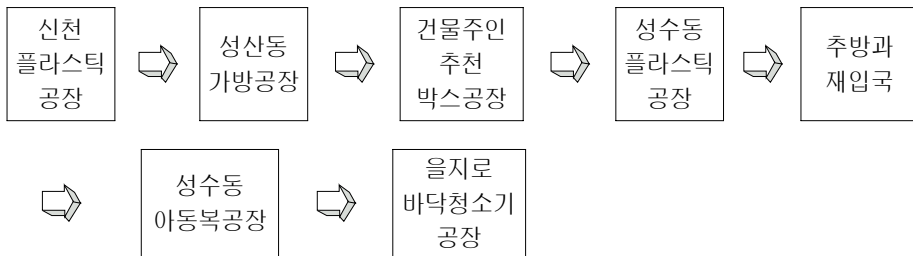 신천
플라스틱
공장
성산동
가방공장
건물주인
추천
박스공장
성수동
플라스틱
공장
추방과
재입국
성수동
아동복공장
을지로
바닥청소기
공장